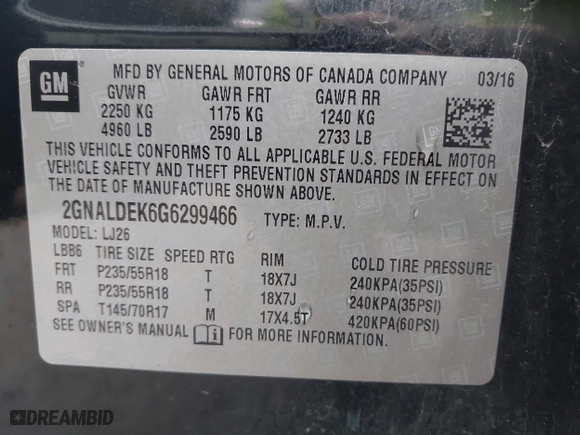 GM
MFD BY GENERAL MOTORS OF CANADA COMPANY 03/16
GVWR GAWR FRT GAWR RR
2250 KG 1175 KG 1240 KG
4960 LB 2590 LB 2733 LB
THIS VEHICLE CONFORMS TO ALL APPLICABLE U.S. FEDERAL MOTOR
VEHICLE SAFETY AND THEFT PREVENTION STANDARDS IN EFFECT ON
THE DATE OF MANUFACTURE SHOWN ABOVE.
2GNALDEK6G6299466 TYPE: M.P.V.
MODEL: LJ26
LBB6 TIRE SIZE SPEED RTG RIM COLD TIRE PRESSURE
FRT P235/55R18 T 18X7J 240KPA(35PSI)
RR P235/55R18 T 18X7J 240KPA(35PSI)
SPA T145/70R17 M 17X4.5T 420KPA(60PSI)
SEE OWNER'S MANUAL i FOR MORE INFORMATION.
DREAMBID